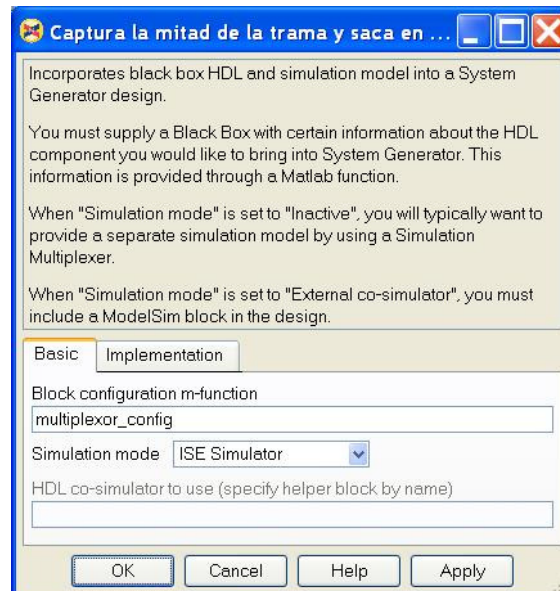 Captura la mitad de la trama y saca en ...
Incorporates black box HDL and simulation model into a System
Generator design.
You must supply a Black Box with certain information about the HDL
component you would like to bring into System Generator. This
information is provided through a Matlab function.
When "Simulation mode" is set to "Inactive", you will typically want to
provide a separate simulation model by using a Simulation
Multiplexer.
When "Simulation mode" is set to "External co-simulator", you must
include a ModelSim block in the design.
Basic Implementation
Block configuration m-function
multiplexor_config
Simulation mode ISE Simulator
HDL co-simulator to use (specify helper block by name)
OK Cancel Help Apply